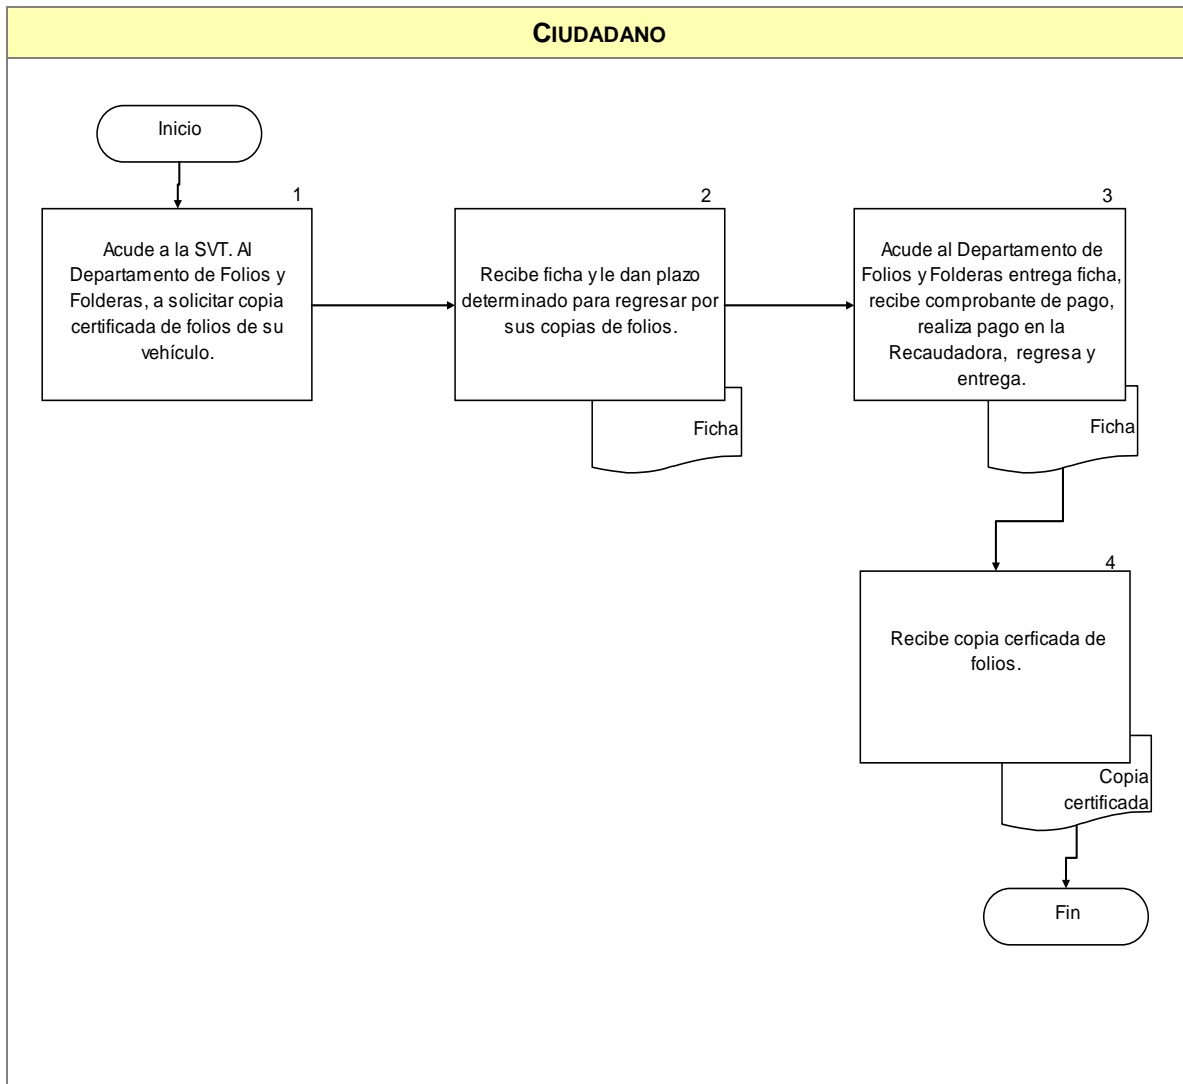 CIUDADANO
Inicio
1
Acude a la SVT. Al
Departamento de Folios y
Folderas, a solicitar copia
certificada de folios de su
vehículo.
2
Recibe ficha y le dan plazo
determinado para regresar por
sus copias de folios.
Ficha
3
Acude al Departamento de
Folios y Folderas entrega ficha,
recibe comprobante de pago,
realiza pago en la
Recaudadora, regresa y
entrega.
Ficha
4
Recibe copia cerficada de
folios.
Copia
certificada
Fin